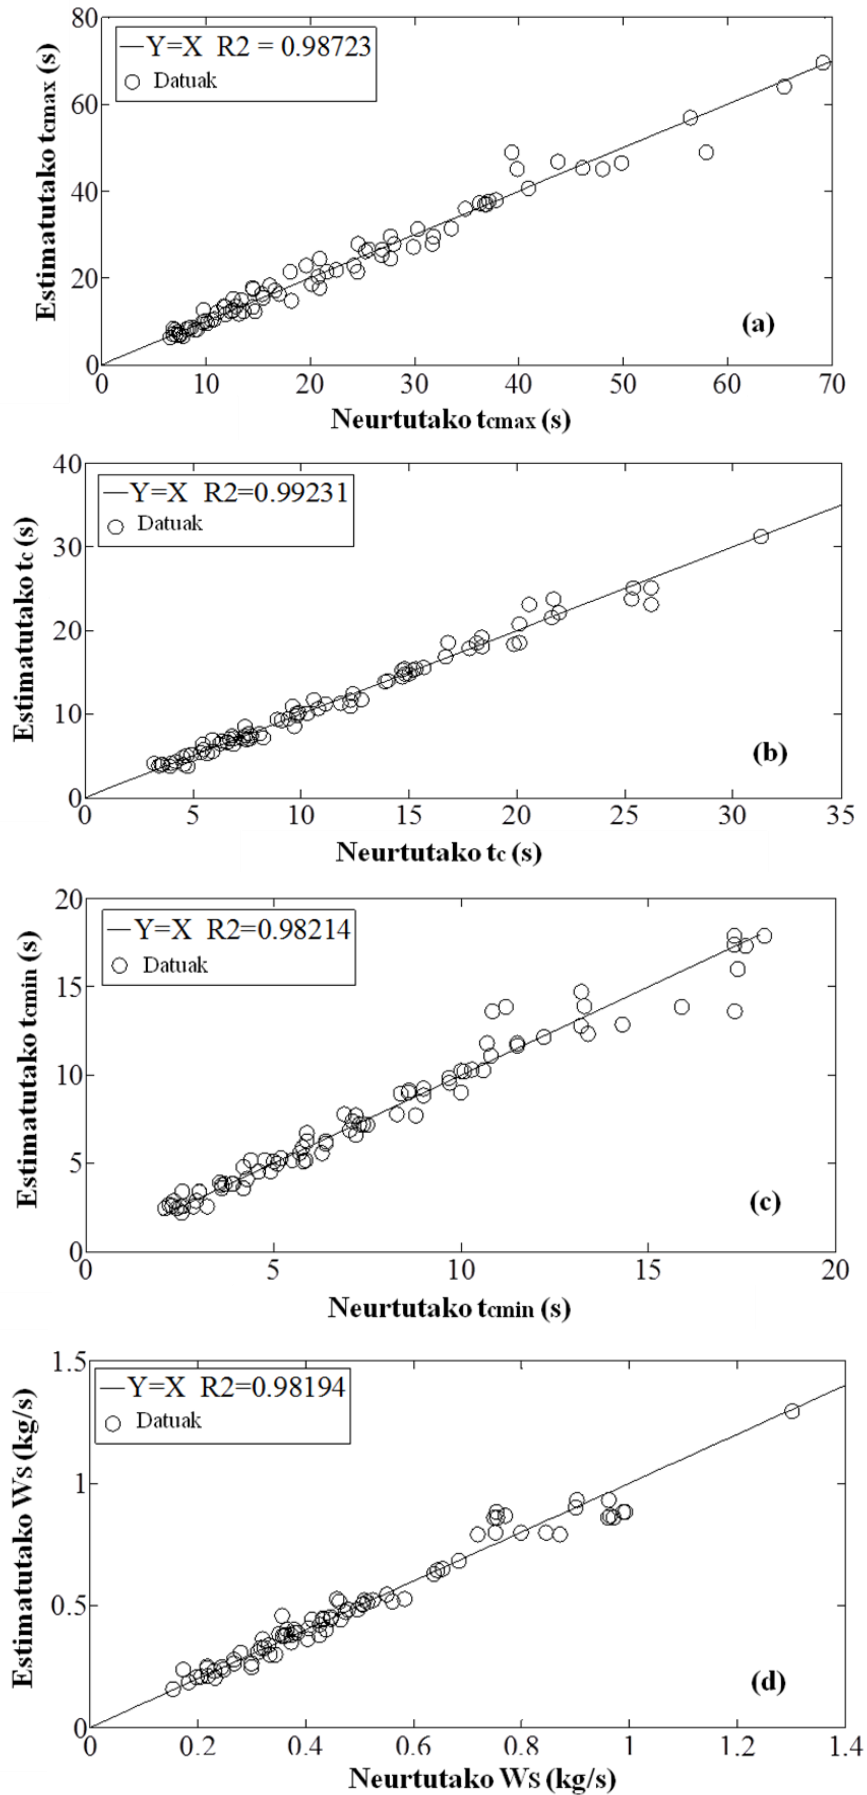 80
60
40
20
0
Estimatutako tcmax (s)
Y=X R2 = 0.98723
Datuak
(a)
0 10 20 30 40 50 60 70
Neurtutako tcmax (s)
40
30
20
10
0
Estimatutako tc (s)
Y=X R2=0.99231
Datuak
(b)
0 5 10 15 20 25 30 35
Neurtutako tc (s)
20
15
10
5
0
Estimatutako tcmin (s)
Y=X R2=0.98214
Datuak
(c)
0 5 10 15 20
Neurtutako tcmin (s)
1.5
1
0.5
0
Estimatutako WS (kg/s)
Y=X R2=0.98194
Datuak
(d)
0 0.2 0.4 0.6 0.8 1 1.2 1.4
Neurtutako WS (kg/s)